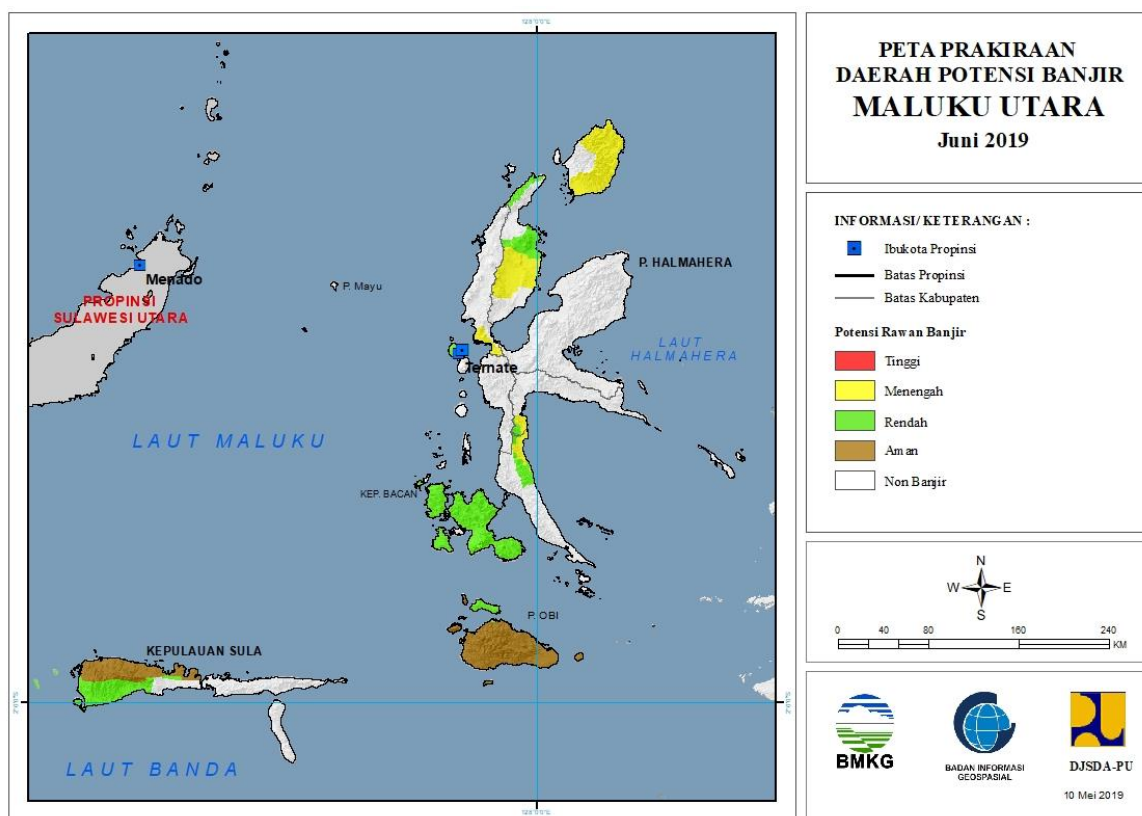 PETA PRAKIRAAN
DAERAH POTENSI BANJIR
MALUKU UTARA
Juni 2019
INFORMASI/ KETERANGAN :
Ibukota Propinsi
Batas Propinsi
Batas Kabupaten
Potensi Rawan Banjir
Tinggi
Menengah
Rendah
Aman
Non Banjir
N
W E
S
0 40 80 160 240
KM
BMKG
BADAN INFORMASI
GEOSPASIAL
DJSDA-PU
10 Mei 2019
Menado
PROPINSI
SULAWESI UTARA
P. Mayu
P. HALMAHERA
LAUT
HALMAHERA
Ternate
LAUT MALUKU
KEP. BACAN
P. OBI
KEPULAUAN SULA
LAUT BANDA